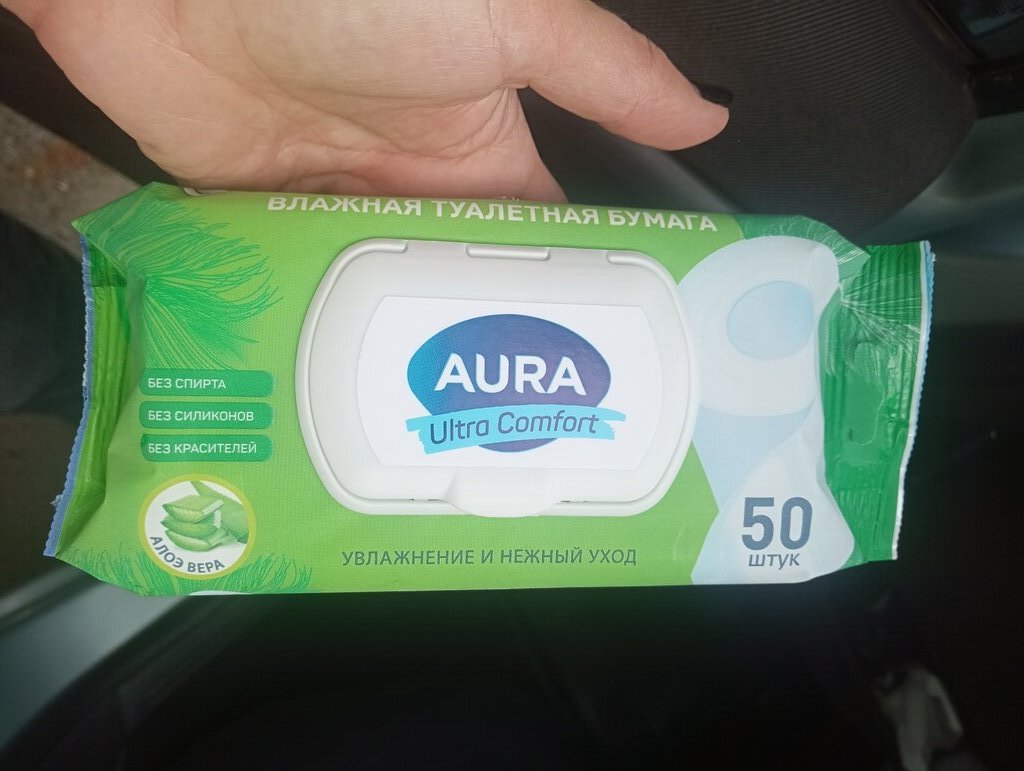 ВЛАЖНАЯ ТУАЛЕТНАЯ БУМАГА
AURA
Ultra Comfort
БЕЗ СПИРТА
БЕЗ СИЛИКОНОВ
БЕЗ КРАСИТЕЛЕЙ
АЛОЭ ВЕРА
УВЛАЖНЕНИЕ И НЕЖНЫЙ УХОД
50
штук